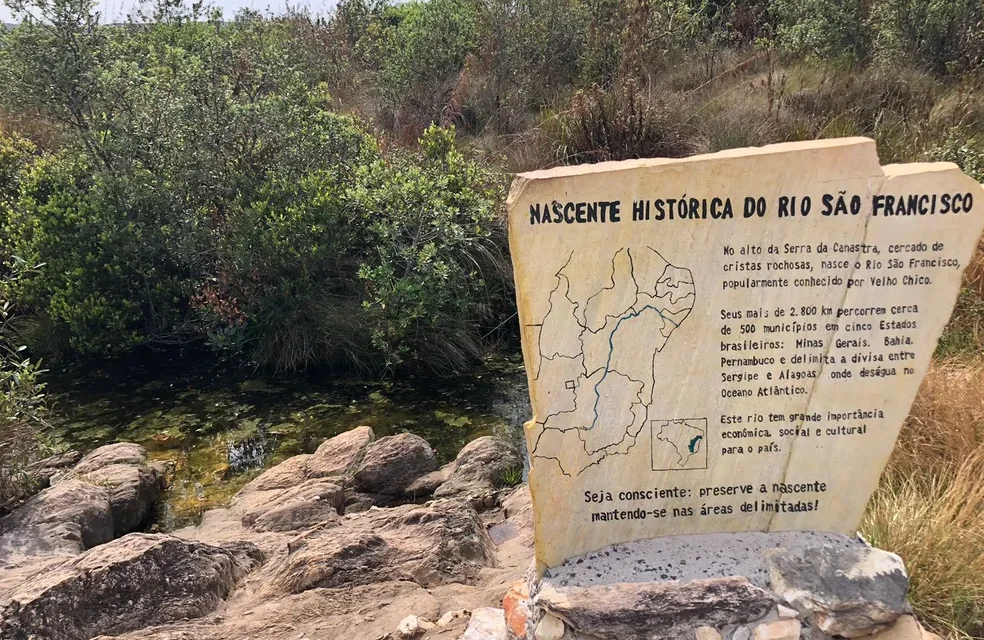 NASCENTE HISTÓRICA DO RIO SÃO FRANCISCO
No alto da Serra da Canastra, cercado de
cristas rochosas, nasce o Rio São Francisco,
popularmente conhecido por Velho Chico.
Seus mais de 2.800 km percorrem cerca
de 500 municípios em cinco Estados
brasileiros: Minas Gerais, Bahia,
Pernambuco e delimita a divisa entre
Sergipe e Alagoas onde deságua no
Oceano Atlântico.
Este rio tem grande importância
econômica, social e cultural
para o país.
Seja consciente: preserve a nascente
mantendo-se nas áreas delimitadas!